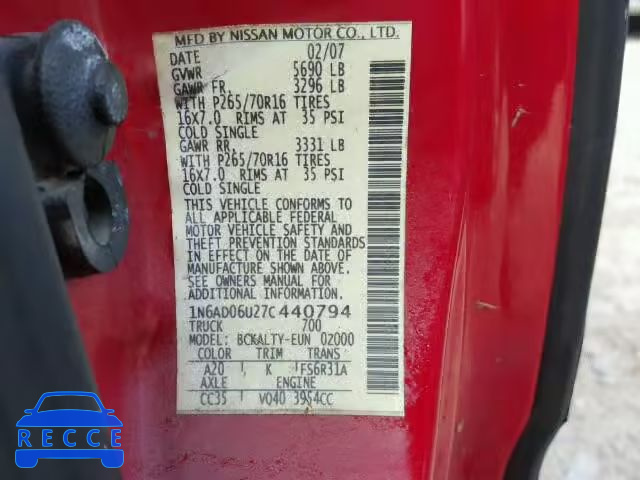 MFD BY NISSAN MOTOR CO., LTD.
DATE 02/07
GVWR 5690 LB
GAWR FR. 3296 LB
WITH P265/70R16 TIRES
16X7.0 RIMS AT 35 PSI
COLD SINGLE
GAWR RR. 3331 LB
WITH P265/70R16 TIRES
16X7.0 RIMS AT 35 PSI
COLD SINGLE
THIS VEHICLE CONFORMS TO
ALL APPLICABLE FEDERAL
MOTOR VEHICLE SAFETY AND
THEFT PREVENTION STANDARDS
IN EFFECT ON THE DATE OF
MANUFACTURE SHOWN ABOVE.
SEE OWNERS MANUAL FOR
ADDITIONAL INFORMATION.
1N6AD06U27C440794
TRUCK 700
MODEL: BCKALTY-EUN 02000
COLOR TRIM TRANS
A20 K FS6R31A
AXLE ENGINE
CC35 VQ40 3954CC
RECCE